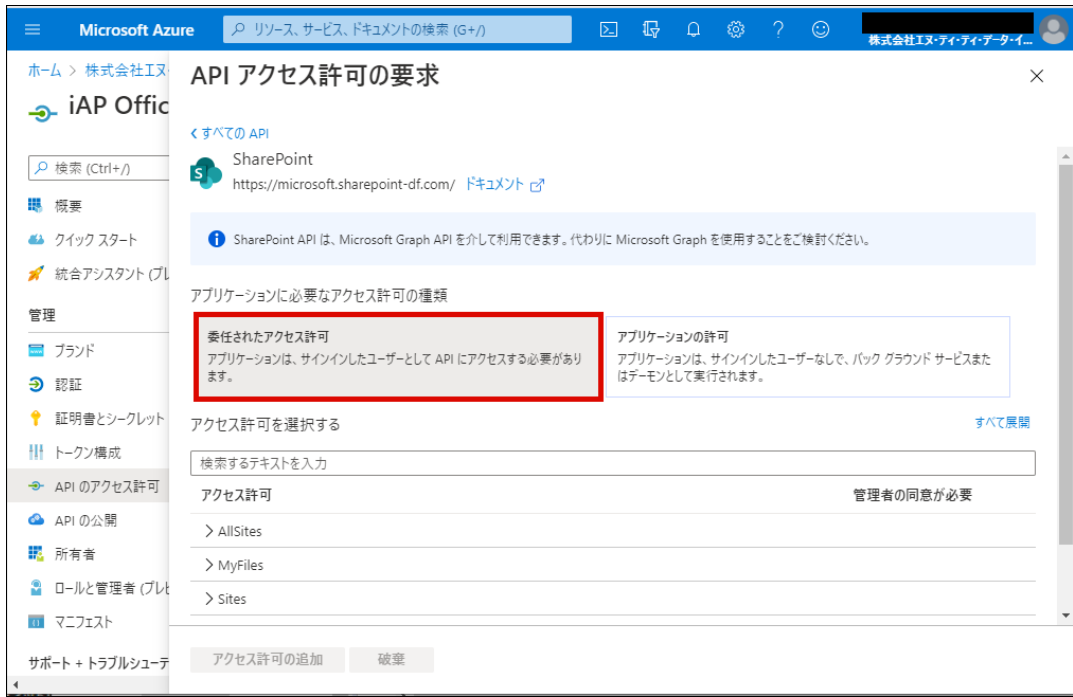 Microsoft Azure
リソース、サービス、ドキュメントの検索 (G+/)
株式会社エヌ・ティ・ティ・データ・イ...
ホーム > 株式会社エヌ・
iAP Offic
検索 (Ctrl+/)
概要
クイック スタート
統合アシスタント (プレ
管理
ブランド
認証
証明書とシークレット
トークン構成
API のアクセス許可
API の公開
所有者
ロールと管理者 (プレビ
マニフェスト
サポート + トラブルシューテ
API アクセス許可の要求
すべての API
SharePoint
https://microsoft.sharepoint-df.com/ ドキュメント
SharePoint API は、Microsoft Graph API を介して利用できます。代わりに Microsoft Graph を使用することをご検討ください。
アプリケーションに必要なアクセス許可の種類
委任されたアクセス許可
アプリケーションは、サインインしたユーザーとして API にアクセスする必要があり
ます。
アプリケーションの許可
アプリケーションは、サインインしたユーザーなしで、バック グラウンド サービスまた
はデーモンとして実行されます。
アクセス許可を選択する すべて展開
検索するテキストを入力
アクセス許可 管理者の同意が必要
AllSites
MyFiles
Sites
アクセス許可の追加 破棄